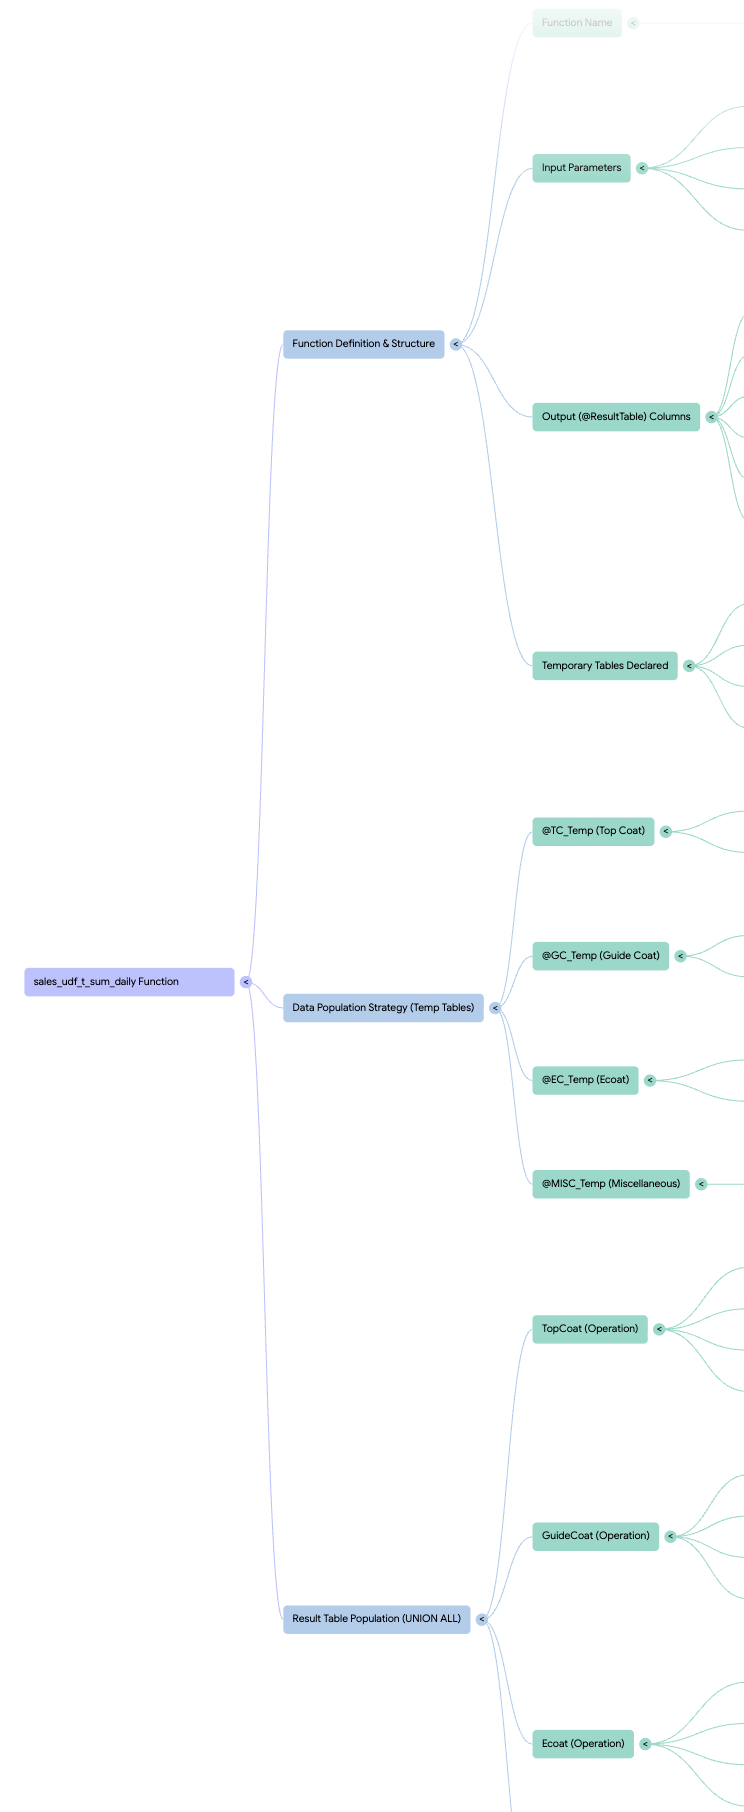 Function Name
Input Parameters
Function Definition & Structure
Output (@ResultTable) Columns
Temporary Tables Declared
@TC_Temp (Top Coat)
@GC_Temp (Guide Coat)
sales_udf_t_sum_daily Function
Data Population Strategy (Temp Tables)
@EC_Temp (Ecoat)
@MISC_Temp (Miscellaneous)
TopCoat (Operation)
GuideCoat (Operation)
Result Table Population (UNION ALL)
Ecoat (Operation)